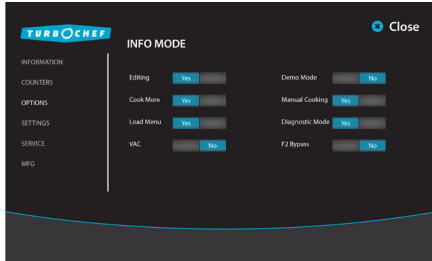 TURBOCHEF
Close
INFO MODE
INFORMATION
COUNTERS
OPTIONS
SETTINGS
SERVICE
MFG
Editing Yes
Demo Mode No
Cook More Yes
Manual Cooking Yes
Load Menu Yes
Diagnostic Mode Yes
VAC No
F2 Bypass No